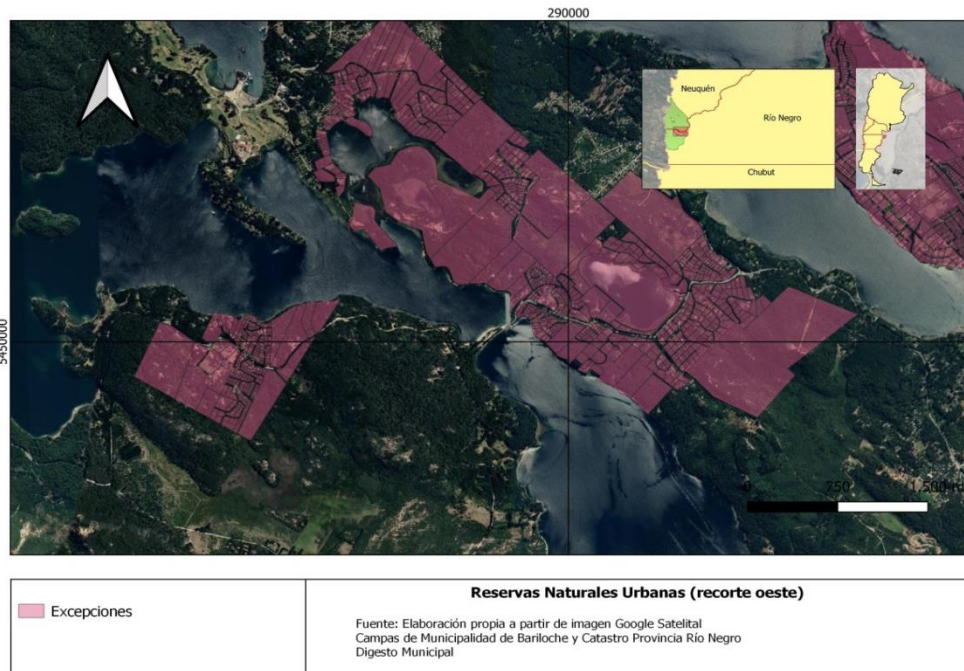 290000
Neuquén
Río Negro
Chubut
5450000
0 750 1.500 m
Excepciones
Reservas Naturales Urbanas (recorte oeste)
Fuente: Elaboración propia a partir de imagen Google Satelital
Campas de Municipalidad de Bariloche y Catastro Provincia Río Negro
Digesto Municipal